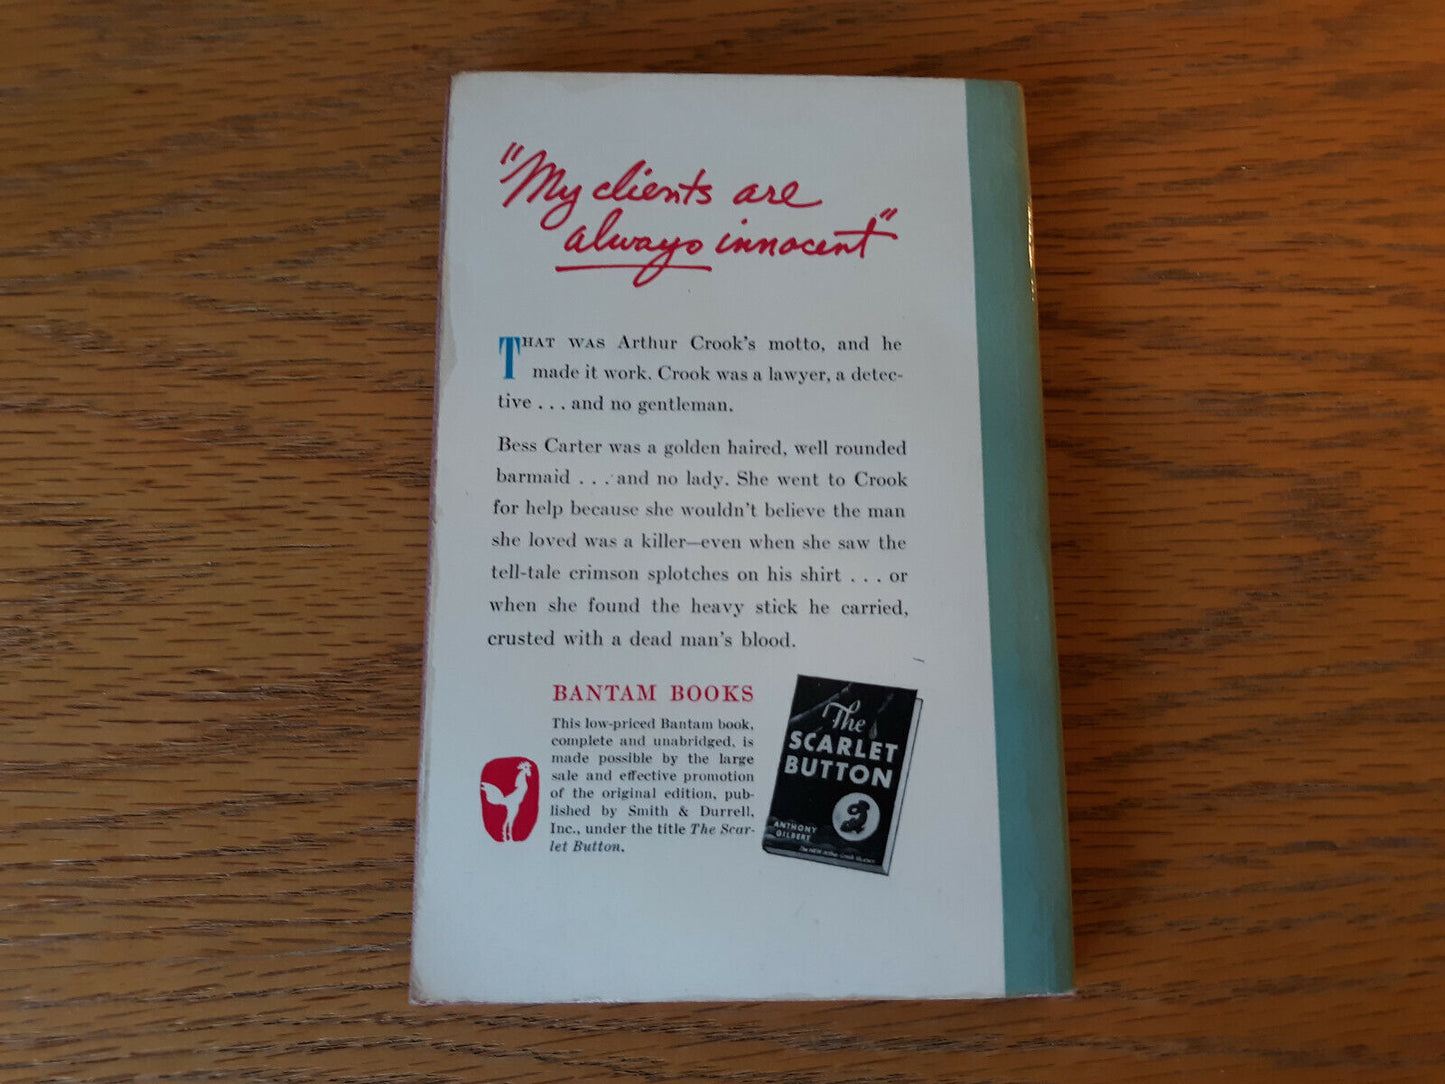 "My clients are
always innocent"
THAT WAS Arthur Crook's motto, and he
made it work. Crook was a lawyer, a detec-
tive . . . and no gentleman.
Bess Carter was a golden haired, well rounded
barmaid . . . and no lady. She went to Crook
for help because she wouldn't believe the man
she loved was a killer—even when she saw the
tell-tale crimson splotches on his shirt . . . or
when she found the heavy stick he carried,
crusted with a dead man's blood.
BANTAM BOOKS
This low-priced Bantam book,
complete and unabridged, is
made possible by the large
sale and effective promotion
of the original edition, pub-
lished by Smith & Durrell,
Inc., under the title The Scar-
let Button.
The
SCARLET
BUTTON
ANTHONY
GILBERT
The NEW Arthur Crook Mystery